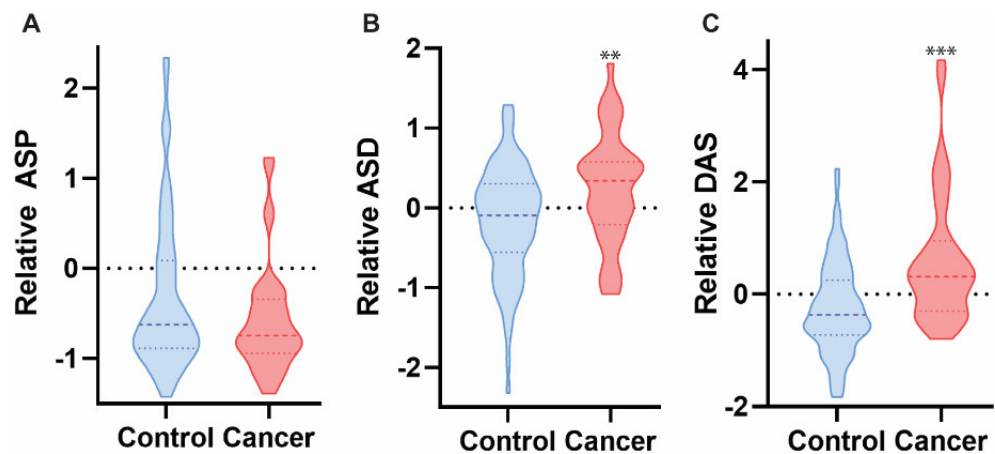 A
Relative ASP
2
1
0
-1
Control Cancer
B
Relative ASD
2
1
0
-1
-2
**
Control Cancer
C
Relative DAS
4
2
0
-2
***
Control Cancer